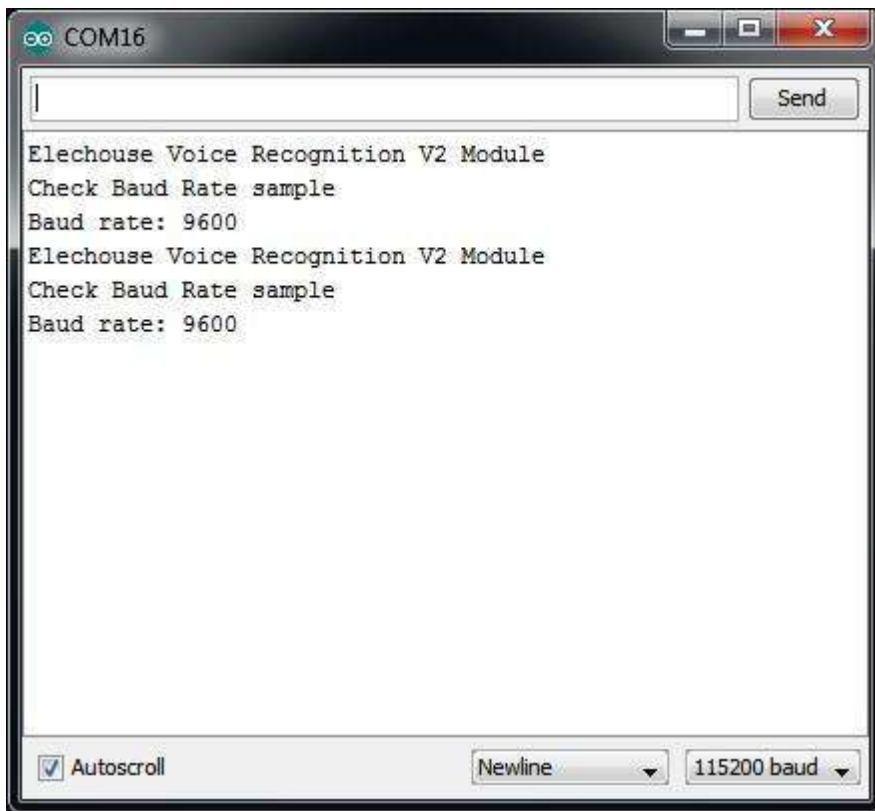 COM16
Send
Elechouse Voice Recognition V2 Module
Check Baud Rate sample
Baud rate: 9600
Elechouse Voice Recognition V2 Module
Check Baud Rate sample
Baud rate: 9600
Autoscroll
Newline
115200 baud